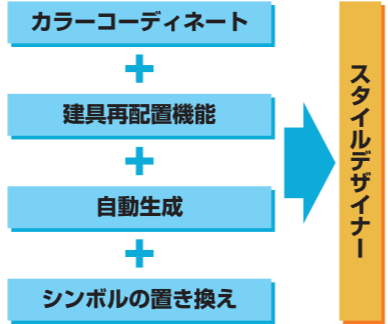 カラーコーディネート
+
建具再配置機能
+
自動生成
+
シンボルの置き換え
スタイルデザイナー